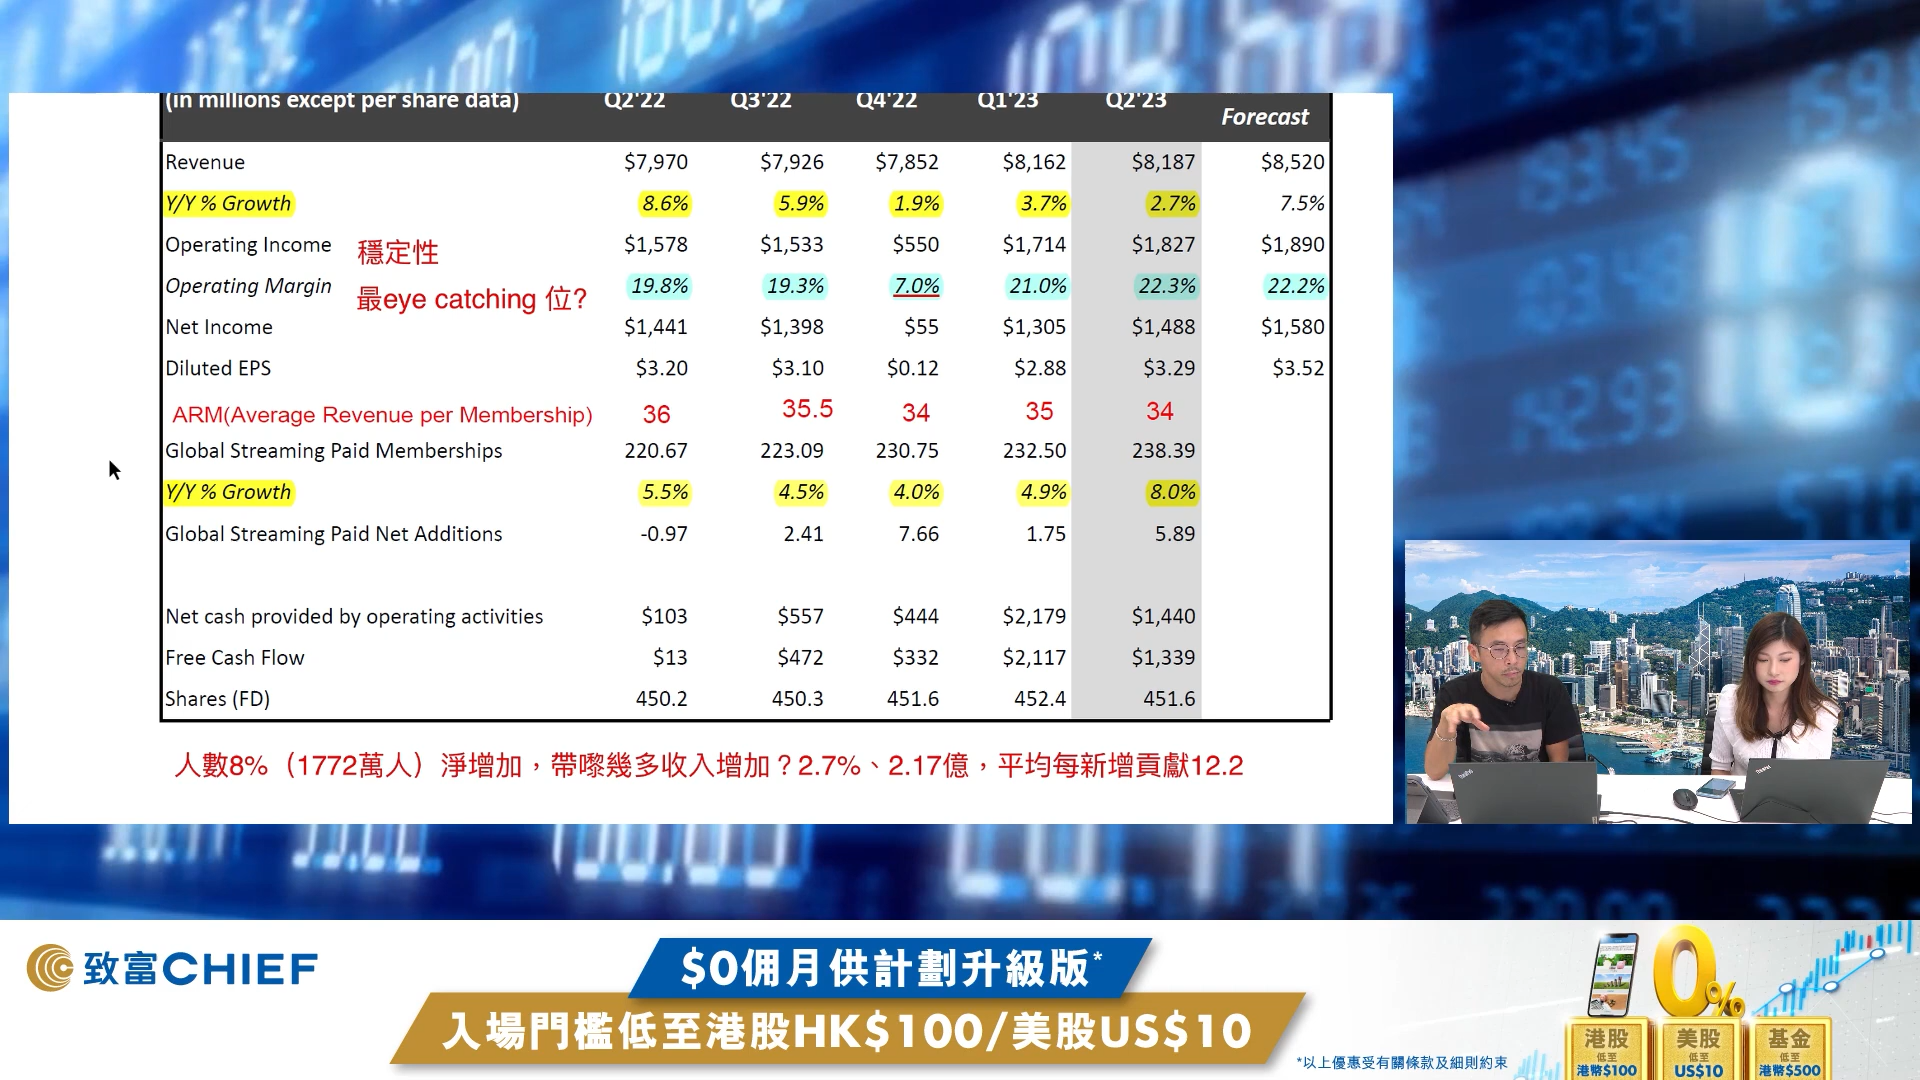 (in millions except per share data) Q2'22 Q3'22 Q4'22 Q1'23 Q2'23 Forecast
Revenue $7,970 $7,926 $7,852 $8,162 $8,187 $8,520
Y/Y % Growth 8.6% 5.9% 1.9% 3.7% 2.7% 7.5%
Operating Income 穩定性 $1,578 $1,533 $550 $1,714 $1,827 $1,890
Operating Margin 最eye catching 位? 19.8% 19.3% 7.0% 21.0% 22.3% 22.2%
Net Income $1,441 $1,398 $55 $1,305 $1,488 $1,580
Diluted EPS $3.20 $3.10 $0.12 $2.88 $3.29 $3.52
ARM(Average Revenue per Membership) 36 35.5 34 35 34
Global Streaming Paid Memberships 220.67 223.09 230.75 232.50 238.39
Y/Y % Growth 5.5% 4.5% 4.0% 4.9% 8.0%
Global Streaming Paid Net Additions -0.97 2.41 7.66 1.75 5.89
Net cash provided by operating activities $103 $557 $444 $2,179 $1,440
Free Cash Flow $13 $472 $332 $2,117 $1,339
Shares (FD) 450.2 450.3 451.6 452.4 451.6
人數8%（1772萬人）淨增加，帶嚟幾多收入增加？2.7%、2.17億，平均每新增貢獻12.2
致富CHIEF
$0佣月供計劃升級版*
入場門檻低至港股HK$100/美股US$10
*以上優惠受有關條款及細則約束
0%
港股 低至 港幣$100
美股 低至 US$10
基金 低至 港幣$500